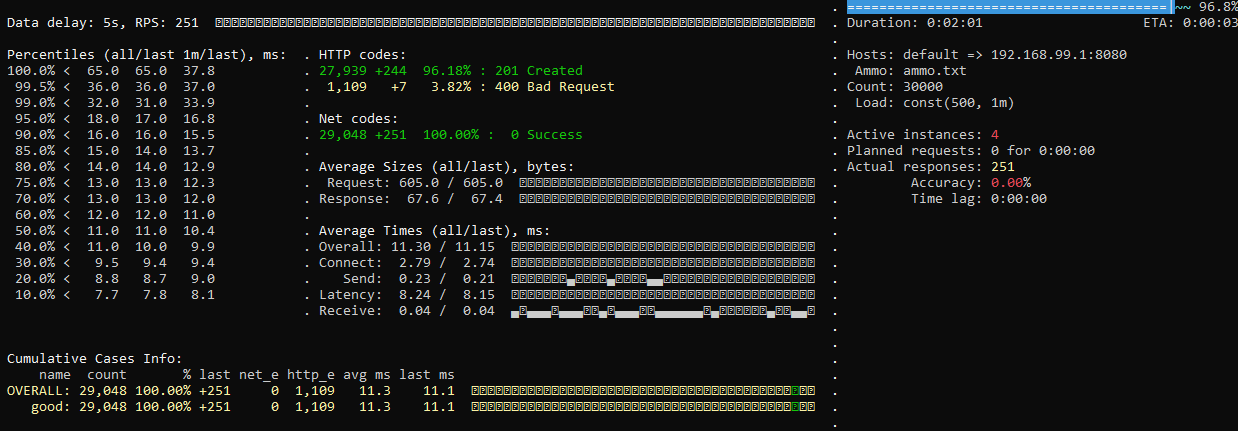 Data delay: 5s, RPS: 251
Percentiles (all/last 1m/last), ms:
100.0% < 65.0 65.0 37.8
99.5% < 36.0 36.0 37.0
99.0% < 32.0 31.0 33.9
95.0% < 18.0 17.0 16.8
90.0% < 16.0 16.0 15.5
85.0% < 15.0 14.0 13.7
80.0% < 14.0 14.0 12.9
75.0% < 13.0 13.0 12.3
70.0% < 13.0 13.0 12.0
60.0% < 12.0 12.0 11.0
50.0% < 11.0 11.0 10.4
40.0% < 11.0 10.0 9.9
30.0% < 9.5 9.4 9.4
20.0% < 8.8 8.7 9.0
10.0% < 7.7 7.8 8.1
. HTTP codes:
. 27,939 +244 96.18% : 201 Created
. 1,109 +7 3.82% : 400 Bad Request
. Net codes:
. 29,048 +251 100.00% : 0 Success
. Average Sizes (all/last), bytes:
. Request: 605.0 / 605.0
. Response: 67.6 / 67.4
. Average Times (all/last), ms:
. Overall: 11.30 / 11.15
. Connect: 2.79 / 2.74
. Send: 0.23 / 0.21
. Latency: 8.24 / 8.15
. Receive: 0.04 / 0.04
Cumulative Cases Info:
name count % last net_e http_e avg ms last ms
OVERALL: 29,048 100.00% +251 0 1,109 11.3 11.1
good: 29,048 100.00% +251 0 1,109 11.3 11.1
. ========================================|~~ 96.8%
. Duration: 0:02:01 ETA: 0:00:03
. Hosts: default => 192.168.99.1:8080
. Ammo: ammo.txt
. Count: 30000
. Load: const(500, 1m)
. Active instances: 4
. Planned requests: 0 for 0:00:00
. Actual responses: 251
. Accuracy: 0.00%
. Time lag: 0:00:00